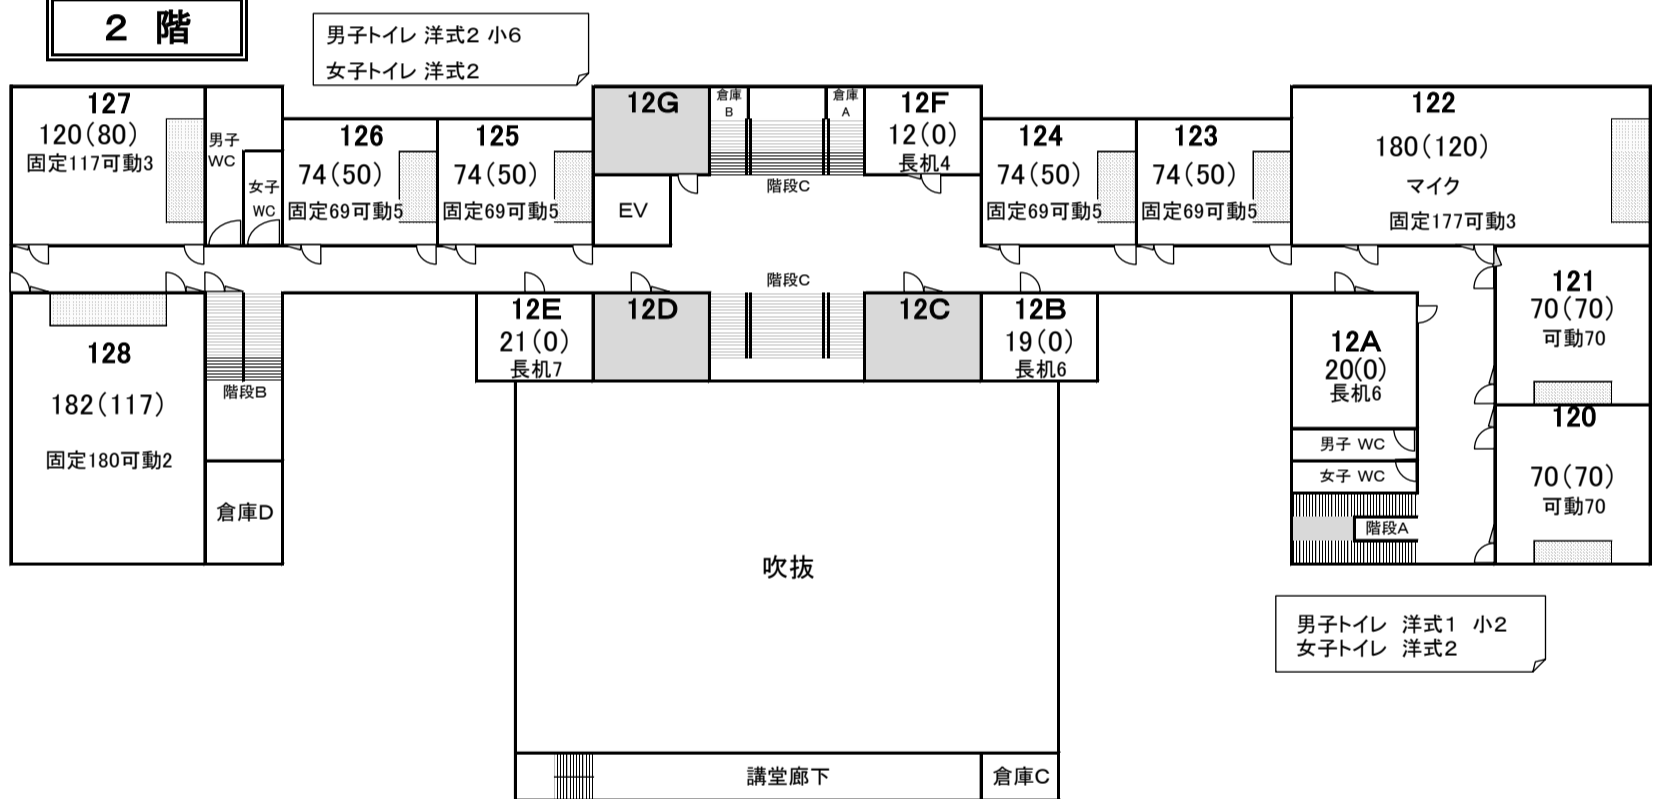 2 階
男子トイレ 洋式2 小6
女子トイレ 洋式2
127
120(80)
固定117可動3
男子
WC
女子
WC
126
74(50)
固定69可動5
125
74(50)
固定69可動5
12G
EV
倉庫
B
倉庫
A
階段C
12F
12(0)
長机4
124
74(50)
固定69可動5
123
74(50)
固定69可動5
122
180(120)
マイク
固定177可動3
128
182(117)
固定180可動2
階段B
倉庫D
12E
21(0)
長机7
12D
階段C
12C
12B
19(0)
長机6
12A
20(0)
長机6
男子 WC
女子 WC
階段A
121
70(70)
可動70
120
70(70)
可動70
吹抜
男子トイレ 洋式1 小2
女子トイレ 洋式2
講堂廊下
倉庫C